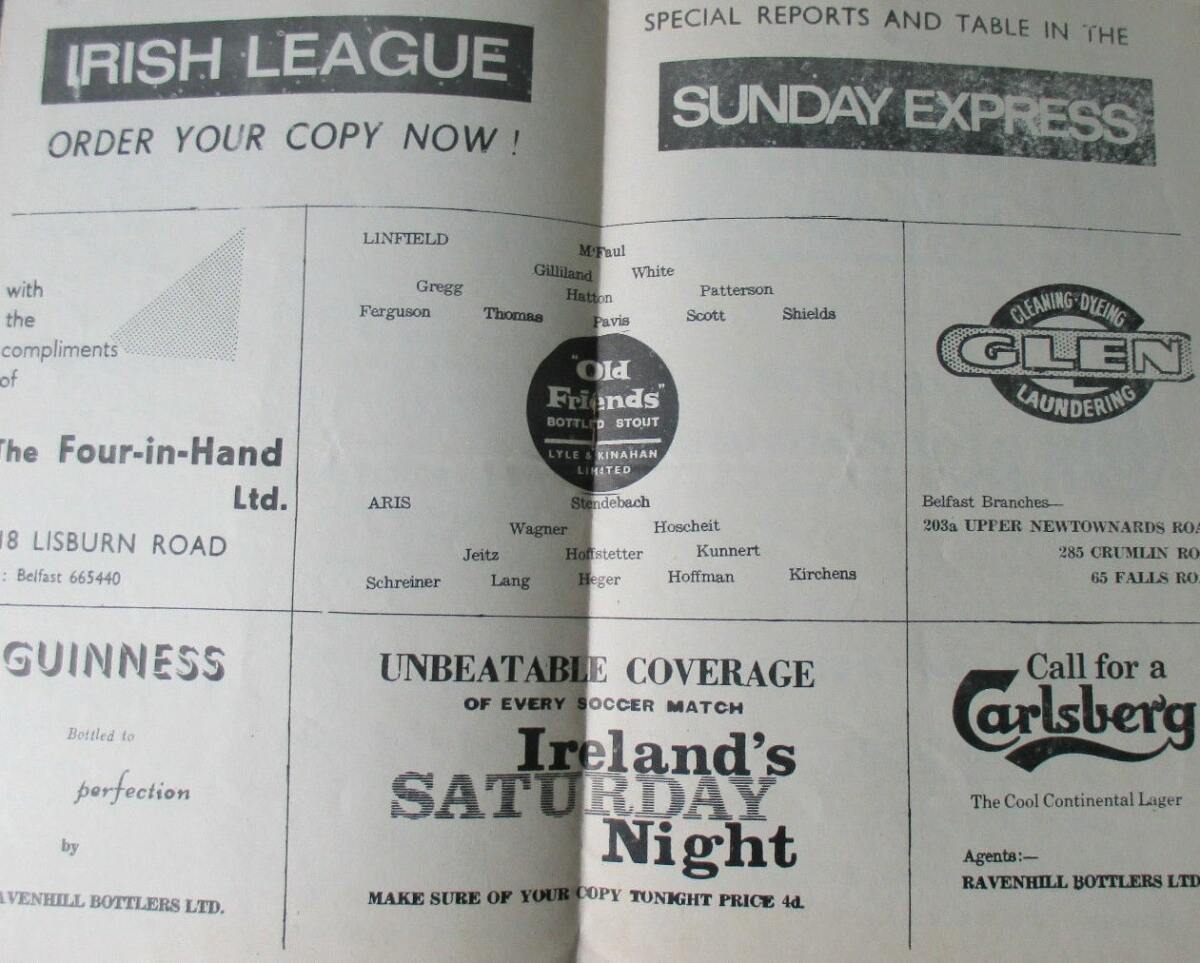 IRISH LEAGUE
ORDER YOUR COPY NOW !
SPECIAL REPORTS AND TABLE IN THE
SUNDAY EXPRESS
with
the
compliments
of
The Four-in-Hand
Ltd.
18 LISBURN ROAD
: Belfast 665440
LINFIELD
McFaul
Gilliland White
Gregg Hatton Patterson
Ferguson Thomas Pavis Scott Shields
"Old
Friends"
BOTTLED STOUT
LYLE & KINAHAN
LIMITED
ARIS Stendebach
Wagner Hoscheit
Jeitz Hoffstetter Kunnert
Schreiner Lang Heger Hoffman Kirchens
CLEANING·DYEING
GLEN
LAUNDERING
Belfast Branches—
203a UPPER NEWTOWNARDS ROA
285 CRUMLIN RO
65 FALLS RO
GUINNESS
Bottled to
perfection
by
AVENHILL BOTTLERS LTD.
UNBEATABLE COVERAGE
OF EVERY SOCCER MATCH
Ireland's
SATURDAY
Night
MAKE SURE OF YOUR COPY TONIGHT PRICE 4d.
Call for a
Carlsberg
The Cool Continental Lager
Agents:—
RAVENHILL BOTTLERS LTD